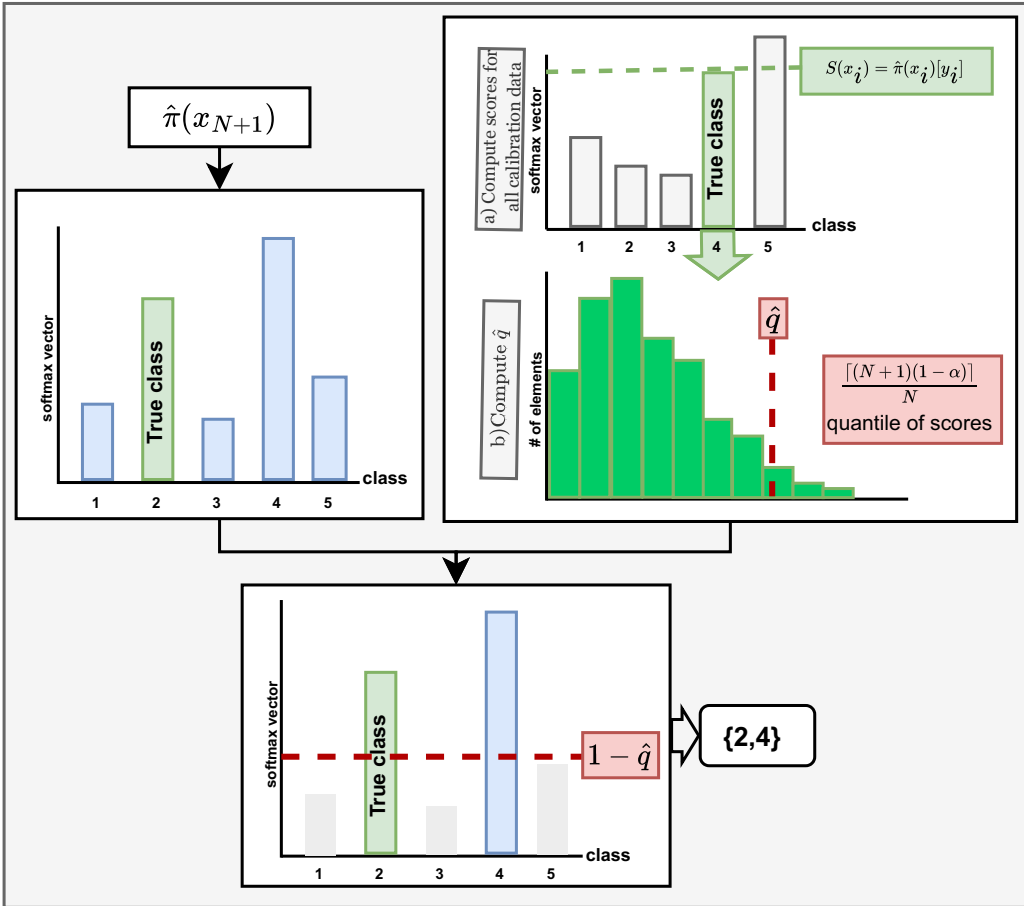 π̂(x_{N+1})
softmax vector
True class
class
1 2 3 4 5
a) Compute scores for
all calibration data
softmax vector
True class
S(x_i) = π̂(x_i)[y_i]
class
1 2 3 4 5
b)Compute q̂
# of elements
q̂
⌈(N + 1)(1 − α)⌉
N
quantile of scores
softmax vector
True class
1 − q̂
class
1 2 3 4 5
{2,4}